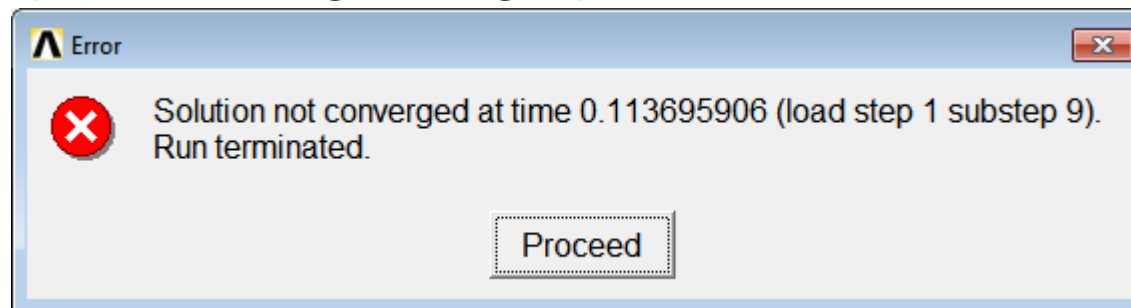 Error
Solution not converged at time 0.113695906 (load step 1 substep 9).
Run terminated.
Proceed